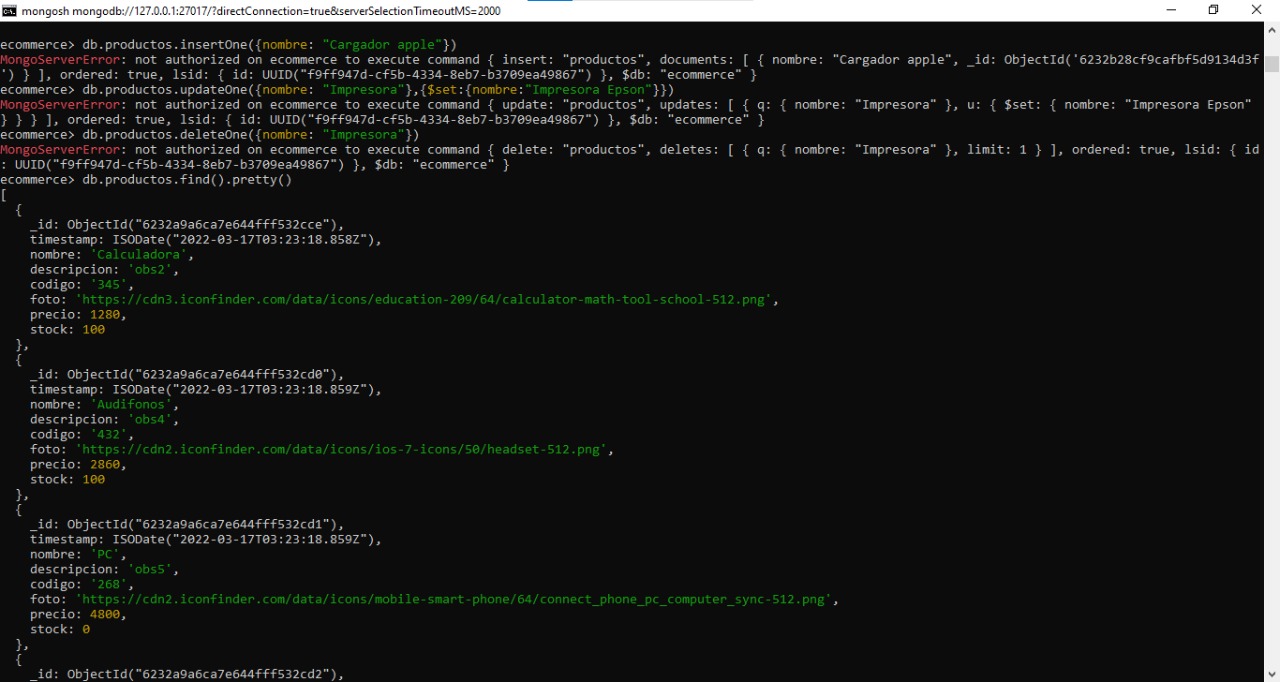 mongosh mongodb://127.0.0.1:27017/?directConnection=true&serverSelectionTimeoutMS=2000
ecommerce> db.productos.insertOne({nombre: "Cargador apple"})
MongoServerError: not authorized on ecommerce to execute command { insert: "productos", documents: [ { nombre: "Cargador apple", _id: ObjectId('6232b28cf9cafbf5d9134d3f
') } ], ordered: true, lsid: { id: UUID("f9ff947d-cf5b-4334-8eb7-b3709ea49867") }, $db: "ecommerce" }
ecommerce> db.productos.updateOne({nombre: "Impresora"},{$set:{nombre:"Impresora Epson"}})
MongoServerError: not authorized on ecommerce to execute command { update: "productos", updates: [ { q: { nombre: "Impresora" }, u: { $set: { nombre: "Impresora Epson"
} } } ], ordered: true, lsid: { id: UUID("f9ff947d-cf5b-4334-8eb7-b3709ea49867") }, $db: "ecommerce" }
ecommerce> db.productos.deleteOne({nombre: "Impresora"})
MongoServerError: not authorized on ecommerce to execute command { delete: "productos", deletes: [ { q: { nombre: "Impresora" }, limit: 1 } ], ordered: true, lsid: { id
: UUID("f9ff947d-cf5b-4334-8eb7-b3709ea49867") }, $db: "ecommerce" }
ecommerce> db.productos.find().pretty()
[
  {
    _id: ObjectId("6232a9a6ca7e644fff532cce"),
    timestamp: ISODate("2022-03-17T03:23:18.858Z"),
    nombre: 'Calculadora',
    descripcion: 'obs2',
    codigo: '345',
    foto: 'https://cdn3.iconfinder.com/data/icons/education-209/64/calculator-math-tool-school-512.png',
    precio: 1280,
    stock: 100
  },
  {
    _id: ObjectId("6232a9a6ca7e644fff532cd0"),
    timestamp: ISODate("2022-03-17T03:23:18.859Z"),
    nombre: 'Audifonos',
    descripcion: 'obs4',
    codigo: '432',
    foto: 'https://cdn2.iconfinder.com/data/icons/ios-7-icons/50/headset-512.png',
    precio: 2860,
    stock: 100
  },
  {
    _id: ObjectId("6232a9a6ca7e644fff532cd1"),
    timestamp: ISODate("2022-03-17T03:23:18.859Z"),
    nombre: 'PC',
    descripcion: 'obs5',
    codigo: '268',
    foto: 'https://cdn2.iconfinder.com/data/icons/mobile-smart-phone/64/connect_phone_pc_computer_sync-512.png',
    precio: 4800,
    stock: 0
  },
  {
    _id: ObjectId("6232a9a6ca7e644fff532cd2"),